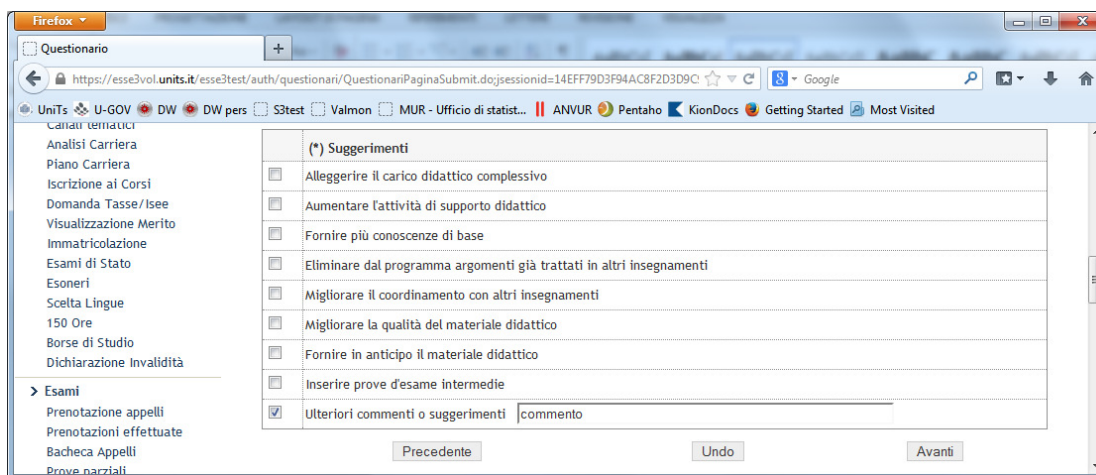 Firefox
Questionario
https://esse3vol.units.it/esse3test/auth/questionari/QuestionariPaginaSubmit.do;jsessionid=14EFF79D3F94AC8F2D3D9C
Google
UniTs U-GOV DW DW pers S3test Valmon MUR - Ufficio di statist... ANVUR Pentaho KionDocs Getting Started Most Visited
Canali tematici
Analisi Carriera
Piano Carriera
Iscrizione ai Corsi
Domanda Tasse/Isee
Visualizzazione Merito
Immatricolazione
Esami di Stato
Esoneri
Scelta Lingue
150 Ore
Borse di Studio
Dichiarazione Invalidità
> Esami
Prenotazione appelli
Prenotazioni effettuate
Bacheca Appelli
Prove parziali
(*) Suggerimenti
Alleggerire il carico didattico complessivo
Aumentare l'attività di supporto didattico
Fornire più conoscenze di base
Eliminare dal programma argomenti già trattati in altri insegnamenti
Migliorare il coordinamento con altri insegnamenti
Migliorare la qualità del materiale didattico
Fornire in anticipo il materiale didattico
Inserire prove d'esame intermedie
Ulteriori commenti o suggerimenti commento
Precedente Undo Avanti